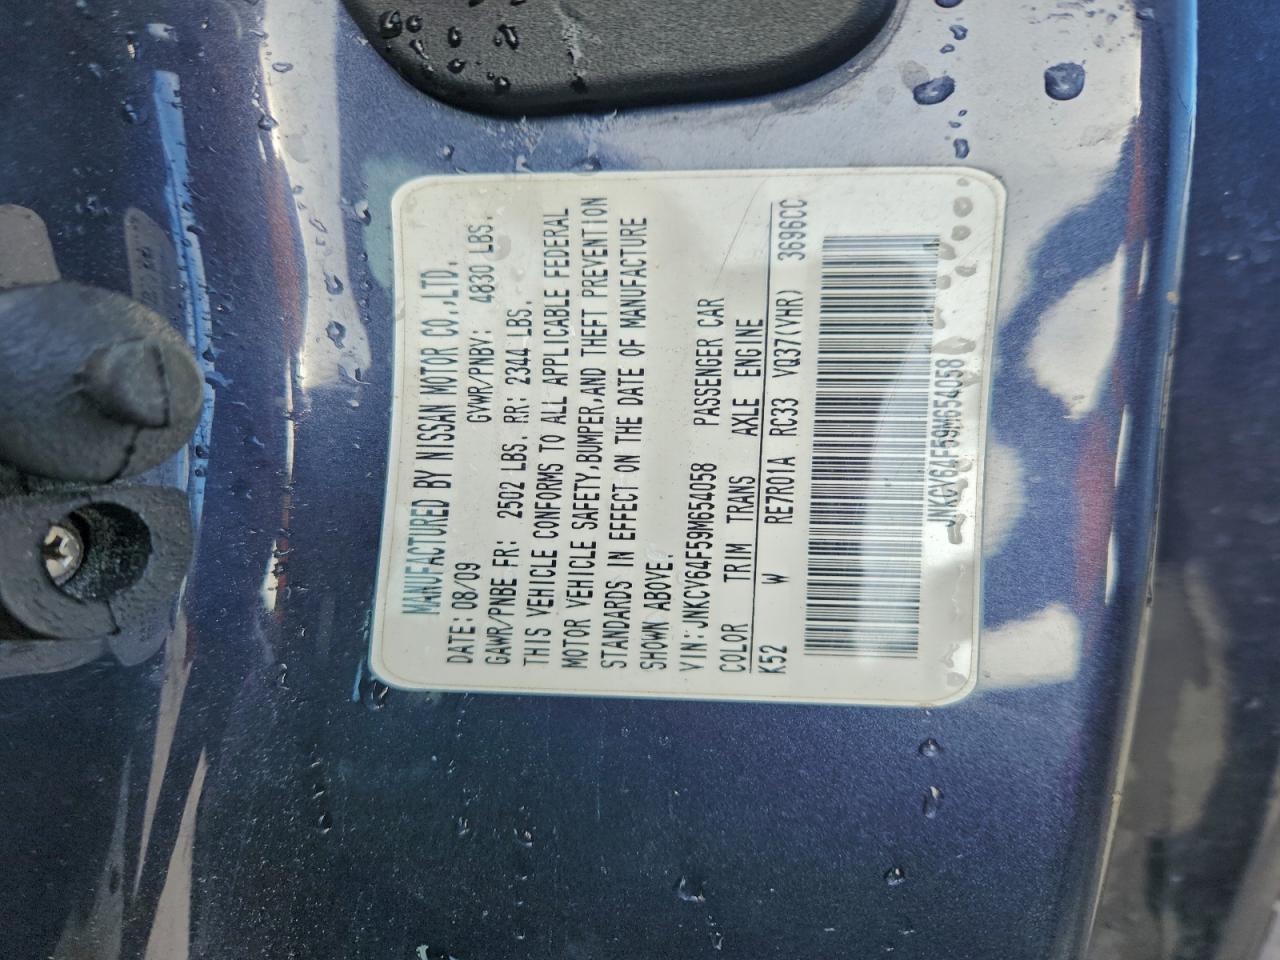 MANUFACTURED BY NISSAN MOTOR CO.,LTD.
DATE: 08/09 GVWR/PNBV: 4830 LBS.
GAWR/PNBE FR: 2502 LBS. RR: 2344 LBS.
THIS VEHICLE CONFORMS TO ALL APPLICABLE FEDERAL
MOTOR VEHICLE SAFETY,BUMPER,AND THEFT PREVENTION
STANDARDS IN EFFECT ON THE DATE OF MANUFACTURE
SHOWN ABOVE.
VIN: JNKCV64F59M654058 PASSENGER CAR
COLOR TRIM TRANS AXLE ENGINE
K52 W RE7R01A RC33 VQ37(VHR) 3696CC
JNKCV64F59M654058